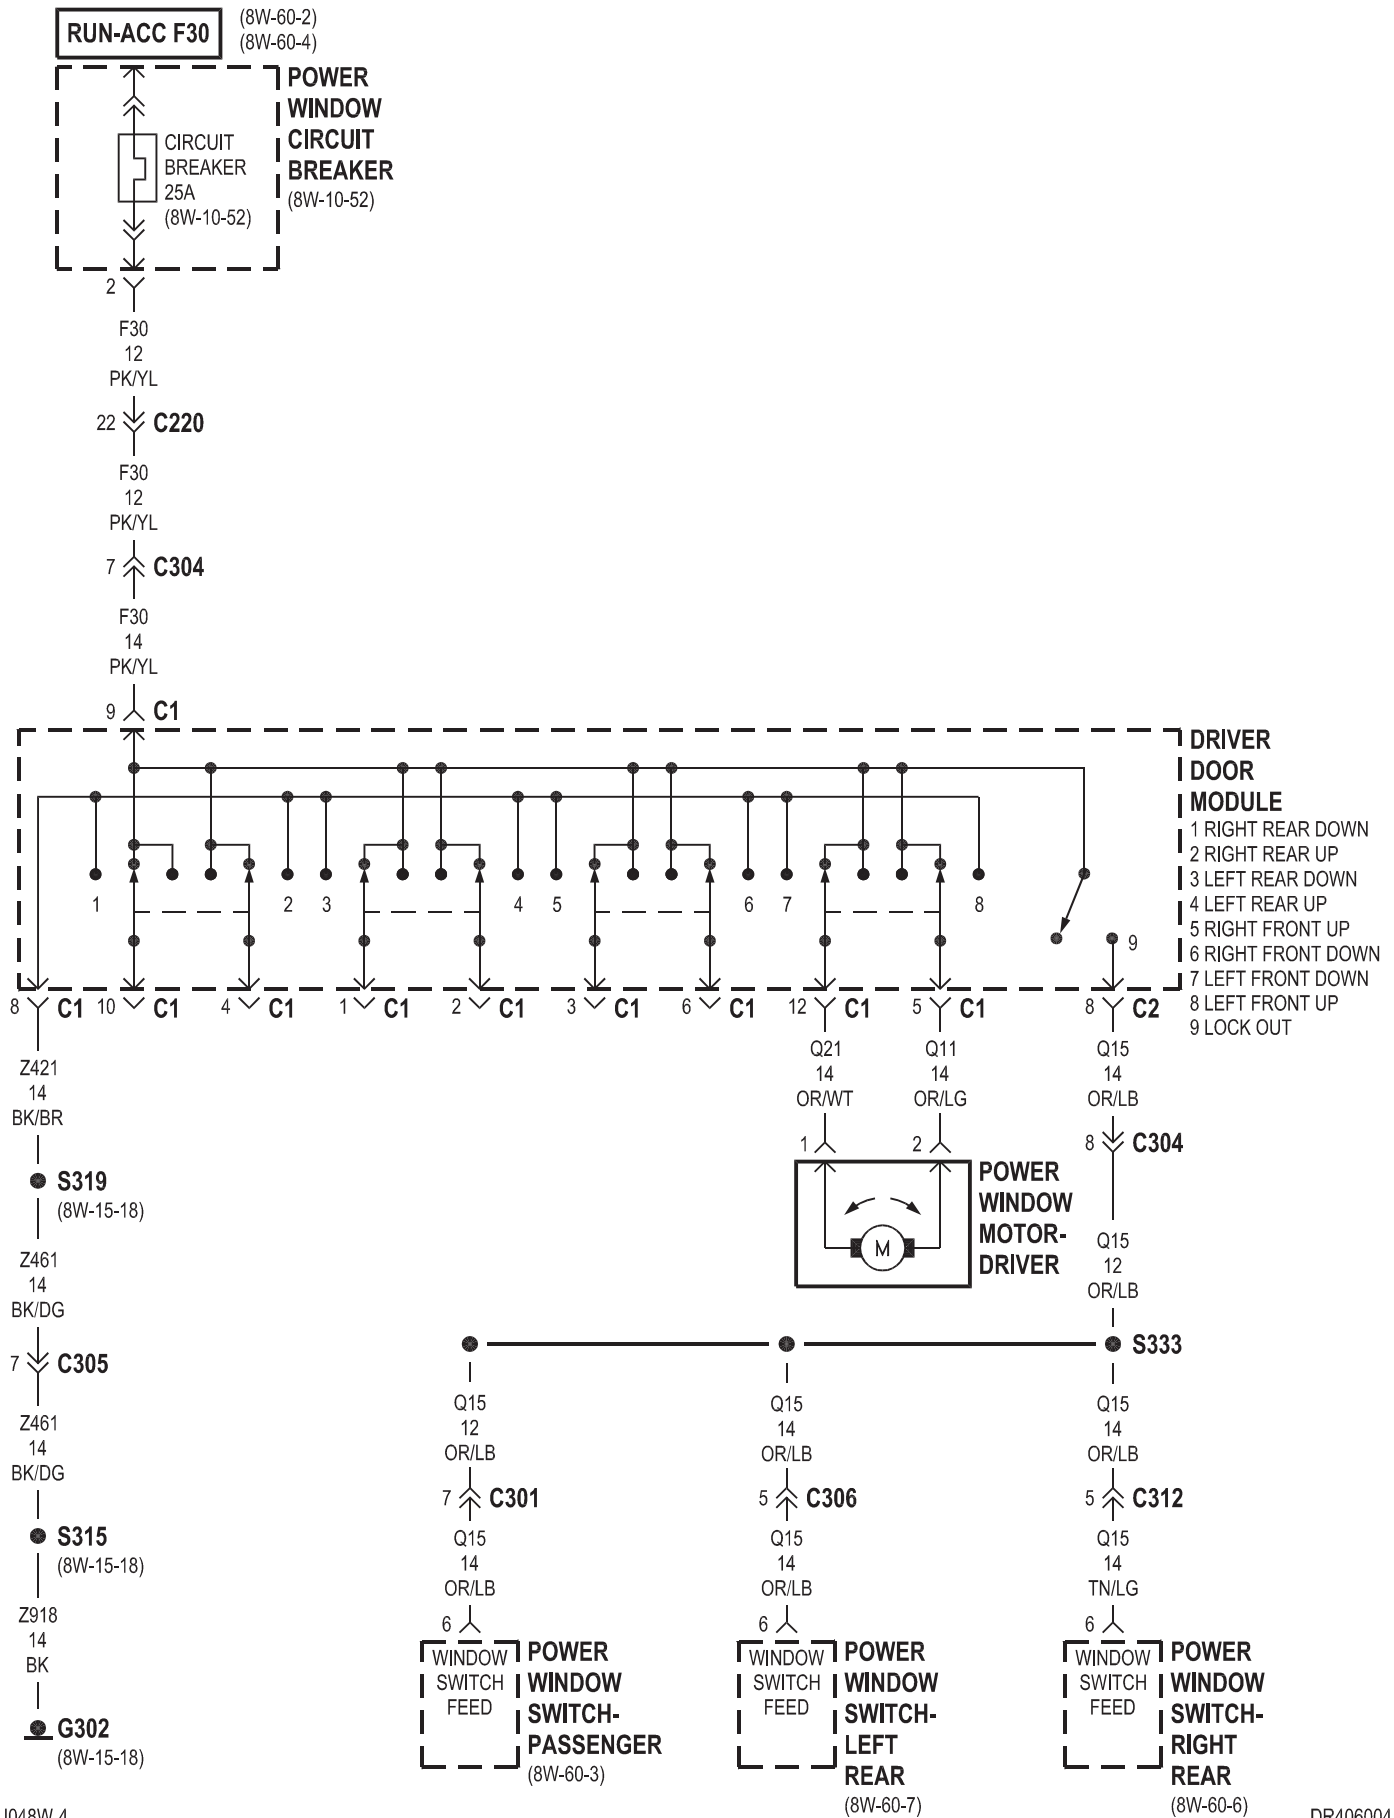 RUN-ACC F30
(8W-60-2)
(8W-60-4)
POWER
WINDOW
CIRCUIT
BREAKER
(8W-10-52)
CIRCUIT
BREAKER
25A
(8W-10-52)
2
F30
12
PK/YL
22 C220
F30
12
PK/YL
7 C304
F30
14
PK/YL
9 C1
DRIVER
DOOR
MODULE
1 RIGHT REAR DOWN
2 RIGHT REAR UP
3 LEFT REAR DOWN
4 LEFT REAR UP
5 RIGHT FRONT UP
6 RIGHT FRONT DOWN
7 LEFT FRONT DOWN
8 LEFT FRONT UP
9 LOCK OUT
1 2 3 4 5 6 7 8
9
8 C1 10 C1 4 C1 1 C1 2 C1 3 C1 6 C1 12 C1 5 C1 8 C2
Z421
14
BK/BR
S319
(8W-15-18)
Z461
14
BK/DG
7 C305
Z461
14
BK/DG
S315
(8W-15-18)
Z918
14
BK
G302
(8W-15-18)
Q21
14
OR/WT
1
Q11
14
OR/LG
2
M
POWER
WINDOW
MOTOR-
DRIVER
Q15
14
OR/LB
8 C304
Q15
12
OR/LB
S333
Q15
12
OR/LB
7 C301
Q15
14
OR/LB
6
WINDOW
SWITCH
FEED
POWER
WINDOW
SWITCH-
PASSENGER
(8W-60-3)
Q15
14
OR/LB
5 C306
Q15
14
OR/LB
6
WINDOW
SWITCH
FEED
POWER
WINDOW
SWITCH-
LEFT
REAR
(8W-60-7)
Q15
14
OR/LB
5 C312
Q15
14
TN/LG
6
WINDOW
SWITCH
FEED
POWER
WINDOW
SWITCH-
RIGHT
REAR
(8W-60-6)
J048W-4
DR406004